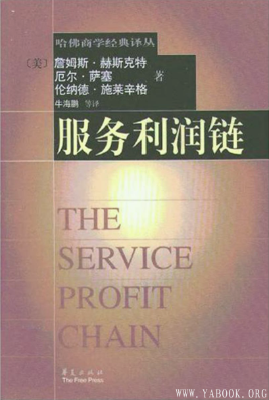 哈佛商学经典译丛
〔美〕詹姆斯·赫斯克特
厄尔·萨塞 著
伦纳德·施莱辛格
牛海鹏 等译
服务利润链
THE
SERVICE
PROFIT
CHAIN
华夏出版社
The Free Press
WWW.YABOOK.ORG